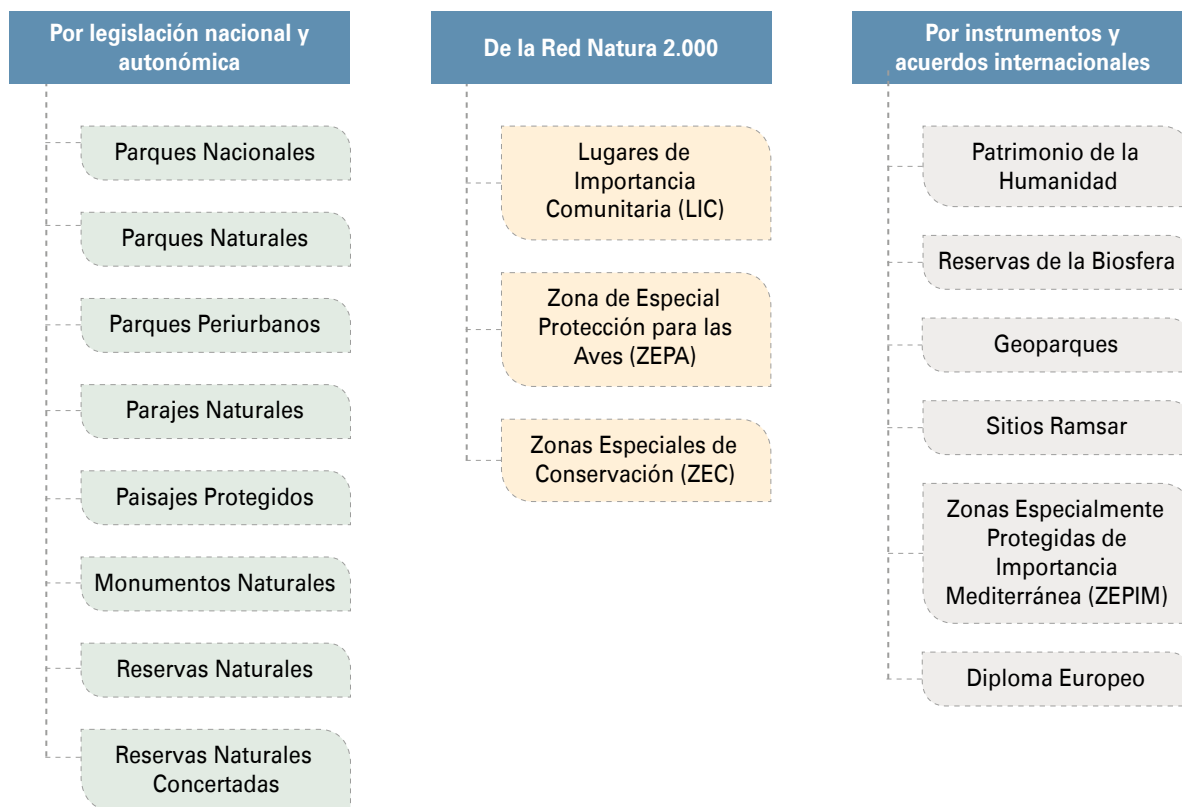 Por legislación nacional y
autonómica
Parques Nacionales
Parques Naturales
Parques Periurbanos
Parajes Naturales
Paisajes Protegidos
Monumentos Naturales
Reservas Naturales
Reservas Naturales
Concertadas
De la Red Natura 2.000
Lugares de
Importancia
Comunitaria (LIC)
Zona de Especial
Protección para las
Aves (ZEPA)
Zonas Especiales de
Conservación (ZEC)
Por instrumentos y
acuerdos internacionales
Patrimonio de la
Humanidad
Reservas de la Biosfera
Geoparques
Sitios Ramsar
Zonas Especialmente
Protegidas de
Importancia
Mediterránea (ZEPIM)
Diploma Europeo